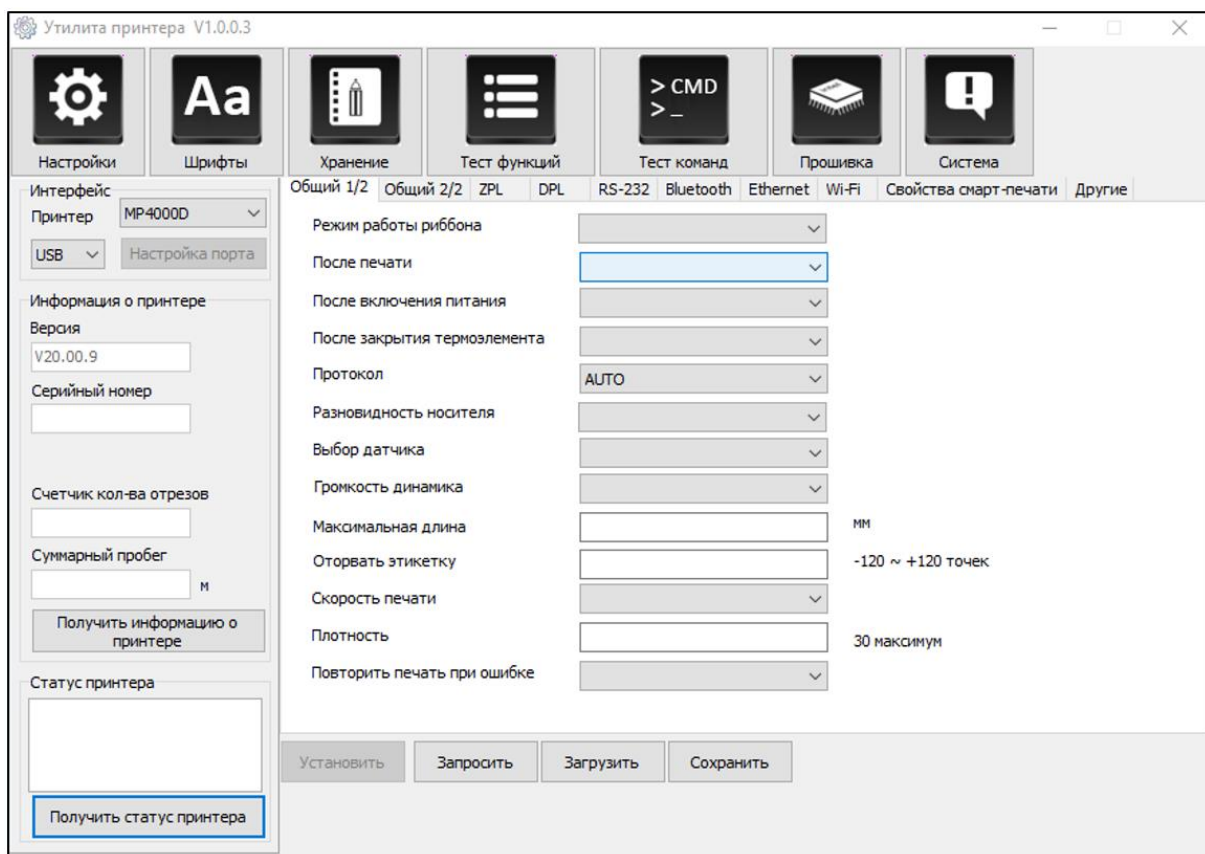 Утилита принтера V1.0.0.3
Aa
> CMD
> _
Настройки
Шрифты
Хранение
Тест функций
Тест команд
Прошивка
Система
Интерфейс
Принтер
MP4000D
USB
Настройка порта
Информация о принтере
Версия
V20.00.9
Серийный номер
Счетчик кол-ва отрезов
Суммарный пробег
м
Получить информацию о
принтере
Статус принтера
Получить статус принтера
Общий 1/2
Общий 2/2
ZPL
DPL
RS-232
Bluetooth
Ethernet
Wi-Fi
Свойства смарт-печати
Другие
Режим работы риббона
После печати
После включения питания
После закрытия термоэлемента
Протокол
AUTO
Разновидность носителя
Выбор датчика
Громкость динамика
Максимальная длина
мм
Оторвать этикетку
-120 ~ +120 точек
Скорость печати
Плотность
30 максимум
Повторить печать при ошибке
Установить
Запросить
Загрузить
Сохранить